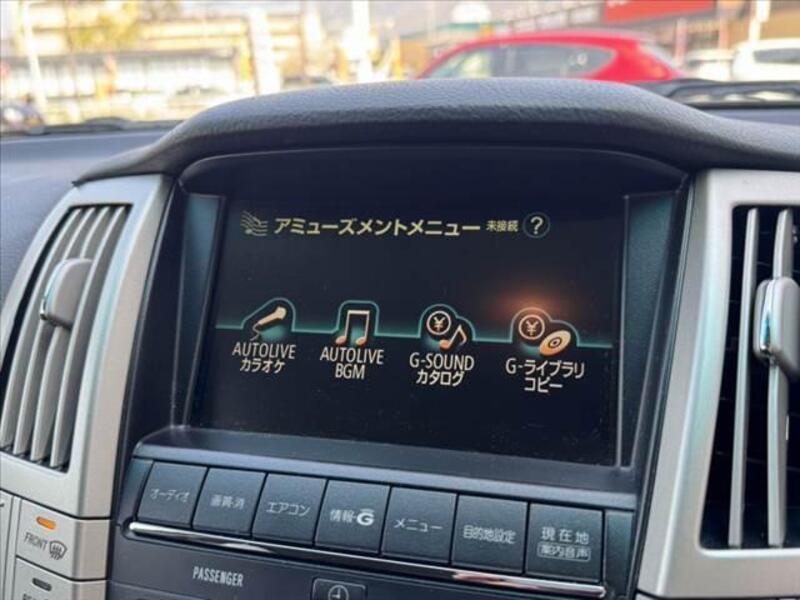 アミューズメントメニュー 未接続 ?
AUTOLIVE
カラオケ
AUTOLIVE
BGM
G-SOUND
カタログ
G-ライブラリ
コピー
オーディオ
画質・消
エアコン
情報・G
メニュー
目的地設定
現在地
案内音声
FRONT
PASSENGER